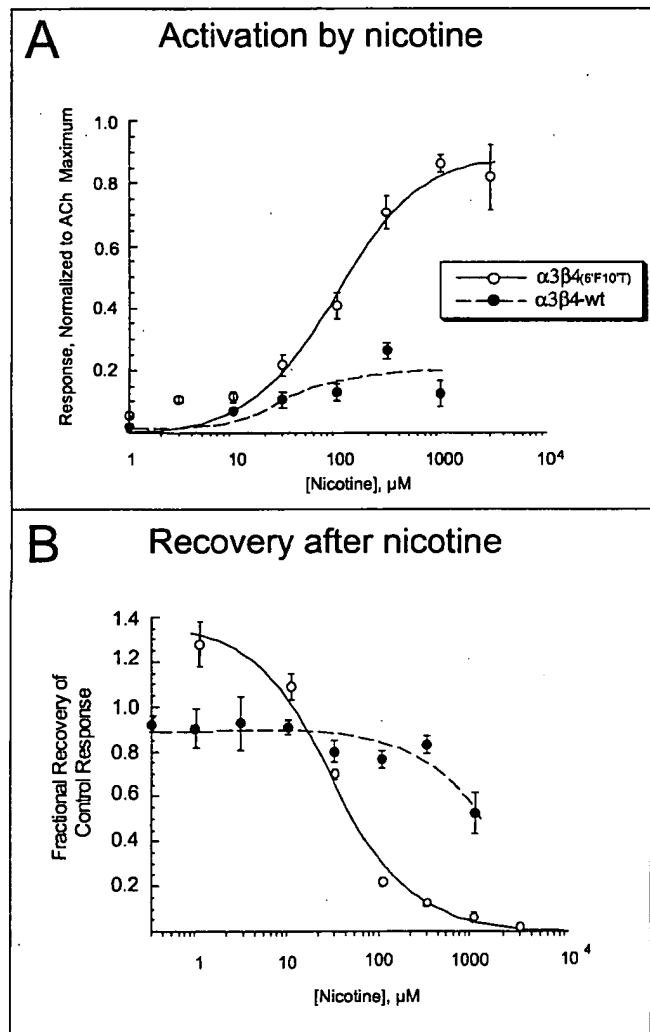 A Activation by nicotine
Response, Normalized to ACh Maximum
1.0
0.8
0.6
0.4
0.2
α3β4(6'F10'T)
α3β4-wt
1 10 100 1000 10⁴
[Nicotine], µM
B Recovery after nicotine
Fractional Recovery of
Control Response
1.4
1.2
1.0
0.8
0.6
0.4
0.2
1 10 100 1000 10⁴
[Nicotine], µM